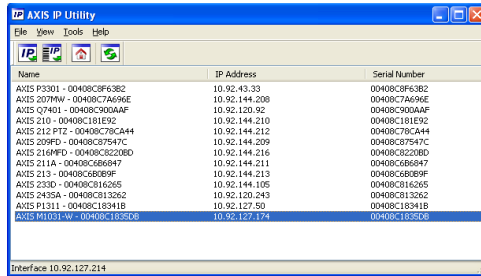 IP AXIS IP Utility
File View Tools Help
IP IP
Name IP Address Serial Number
AXIS P3301 - 00408C8F63B2 10.92.43.33 00408C8F63B2
AXIS 207MW - 00408C7A696E 10.92.144.208 00408C7A696E
AXIS Q7401 - 00408C900AAF 10.92.120.92 00408C900AAF
AXIS 210 - 00408C181E92 10.92.144.210 00408C181E92
AXIS 212 PTZ - 00408C78CA44 10.92.144.212 00408C78CA44
AXIS 209FD - 00408C87547C 10.92.144.209 00408C87547C
AXIS 216MFD - 00408C8220BD 10.92.144.216 00408C8220BD
AXIS 211A - 00408C6B6847 10.92.144.211 00408C6B6847
AXIS 213 - 00408C6B0B9F 10.92.144.213 00408C6B0B9F
AXIS 233D - 00408C816265 10.92.144.105 00408C816265
AXIS 243SA - 00408C813262 10.92.120.243 00408C813262
AXIS P1311 - 00408C18341B 10.92.127.50 00408C18341B
AXIS M1031-W - 00408C1835DB 10.92.127.174 00408C1835DB
Interface 10.92.127.214